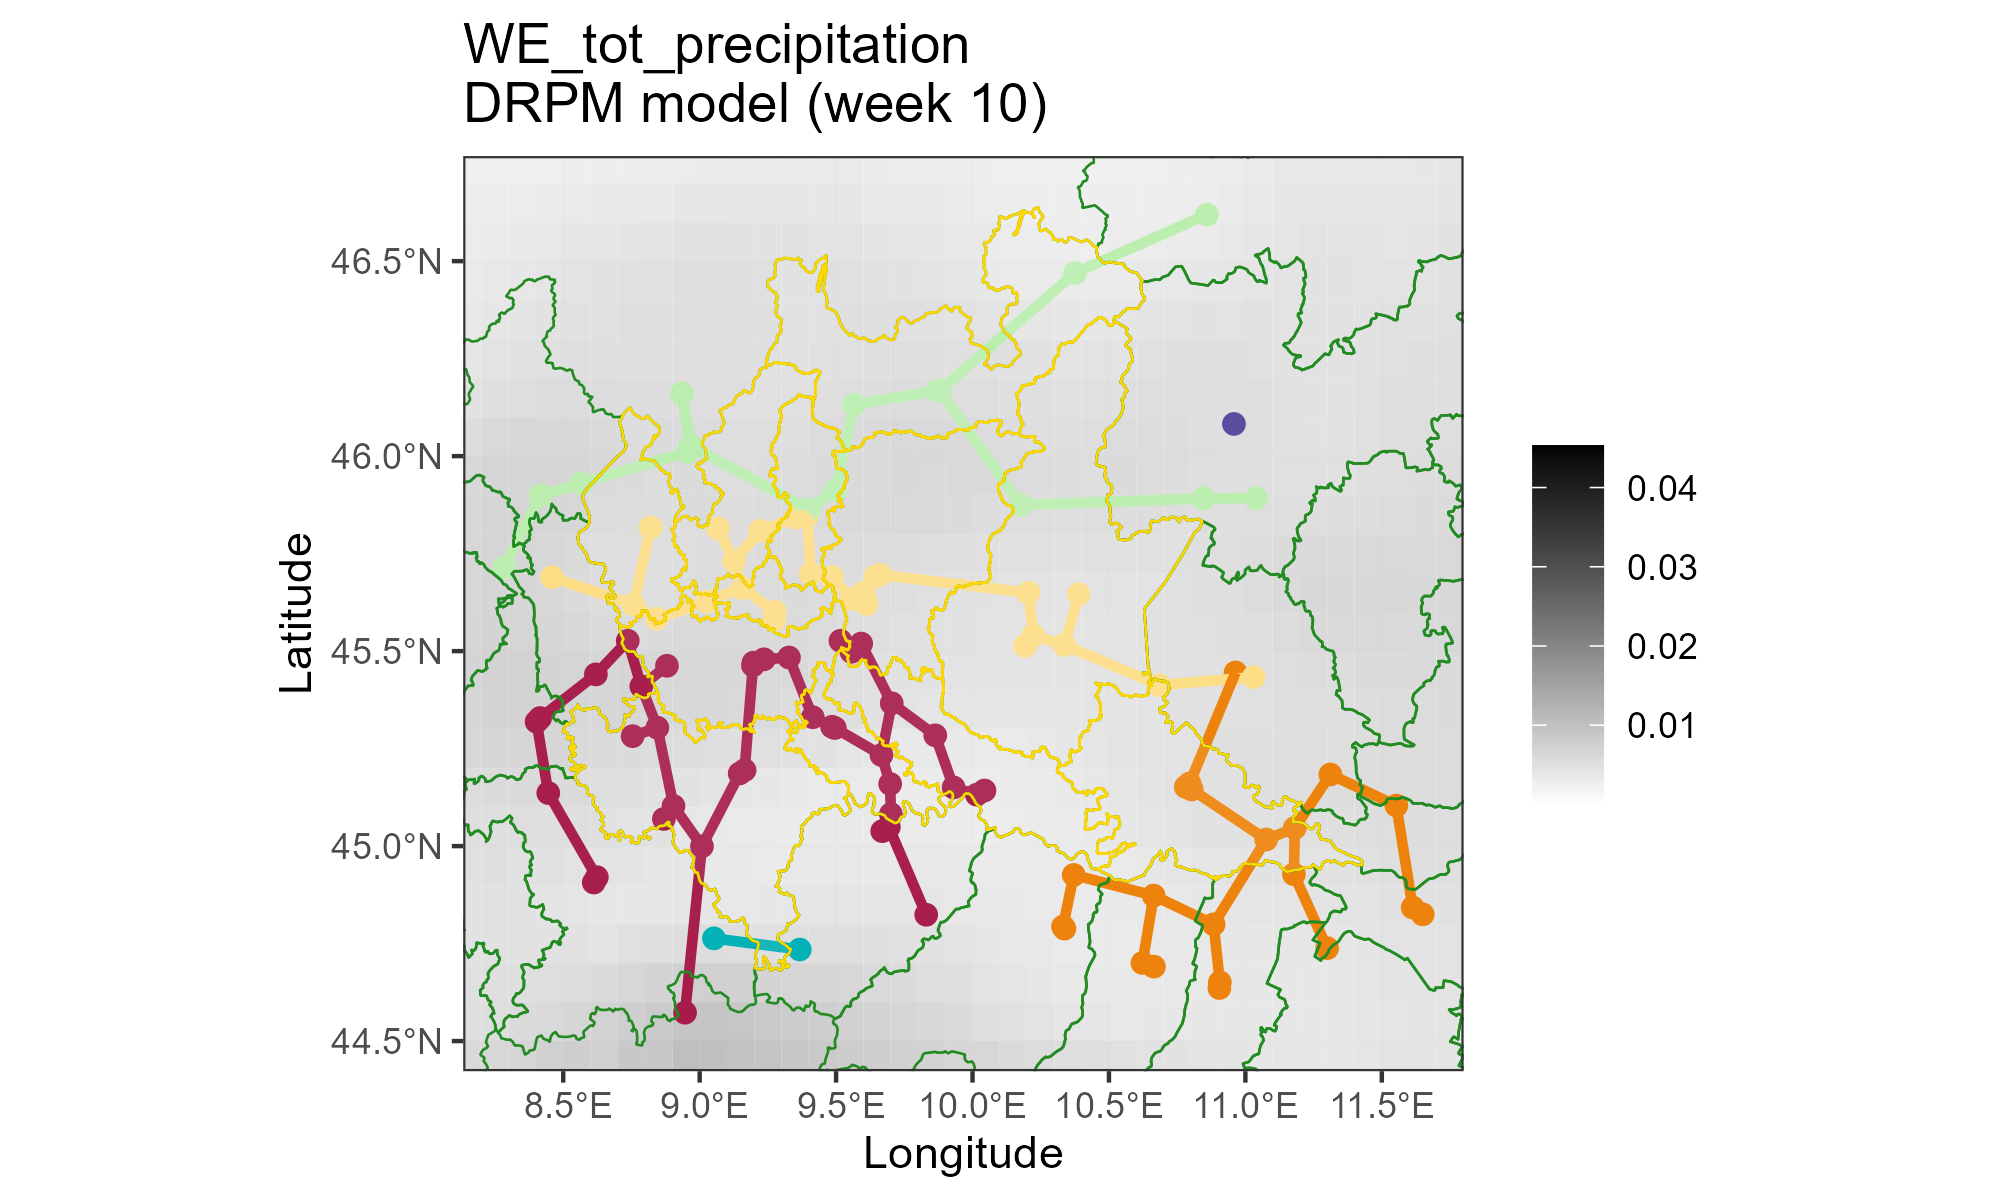 WE_tot_precipitation
DRPM model (week 10)
Latitude
46.5°N
46.0°N
45.5°N
45.0°N
44.5°N
8.5°E 9.0°E 9.5°E 10.0°E 10.5°E 11.0°E 11.5°E
Longitude
0.04
0.03
0.02
0.01